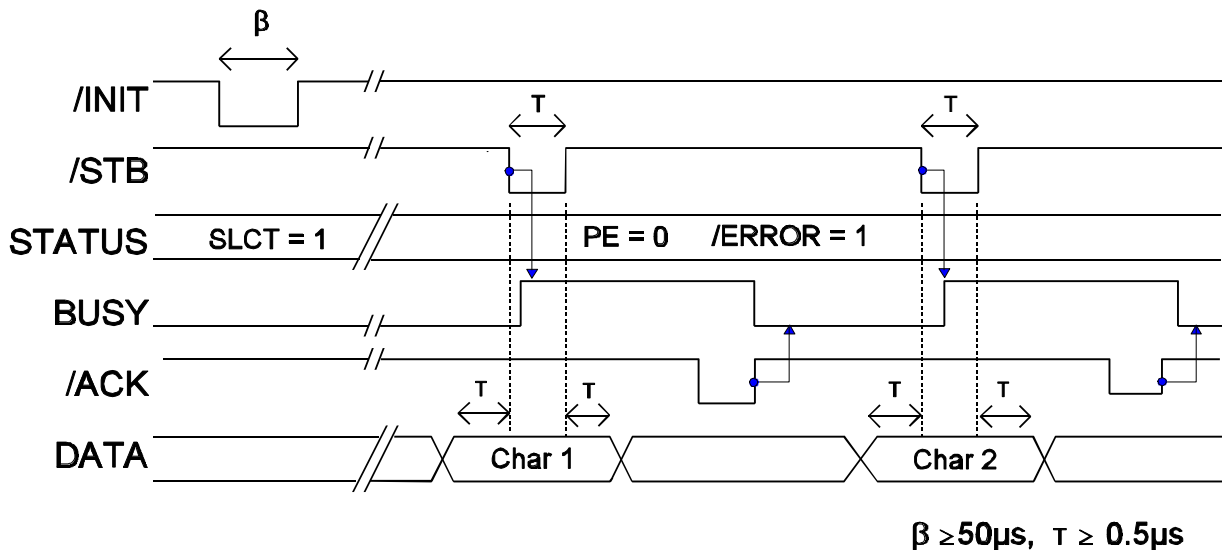 β
/INIT
T T
/STB
STATUS SLCT = 1 PE = 0 /ERROR = 1
BUSY
/ACK
T T T T
DATA Char 1 Char 2
β ≥50µs, τ ≥ 0.5µs